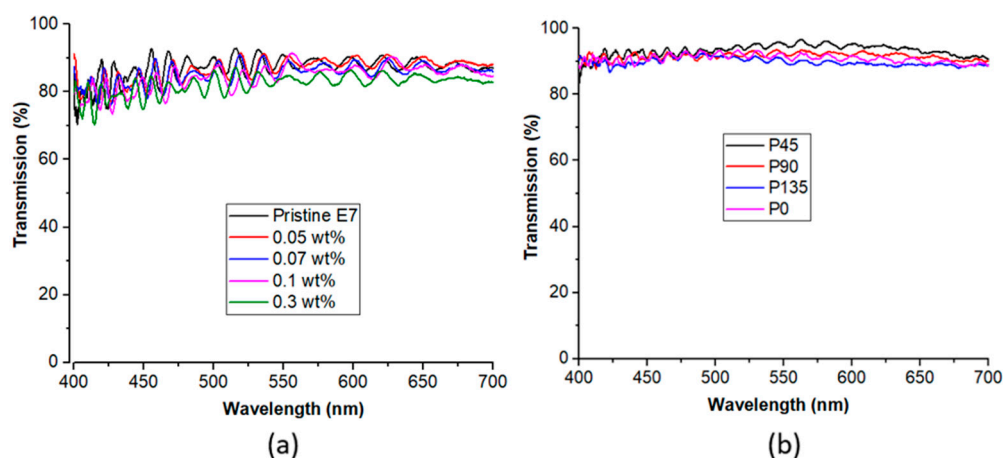 100
80
60
40
20
0
Transmission (%)
Pristine E7
0.05 wt%
0.07 wt%
0.1 wt%
0.3 wt%
400 450 500 550 600 650 700
Wavelength (nm)
(a)
100
80
60
40
20
0
Transmission (%)
P45
P90
P135
P0
400 450 500 550 600 650 700
Wavelength (nm)
(b)